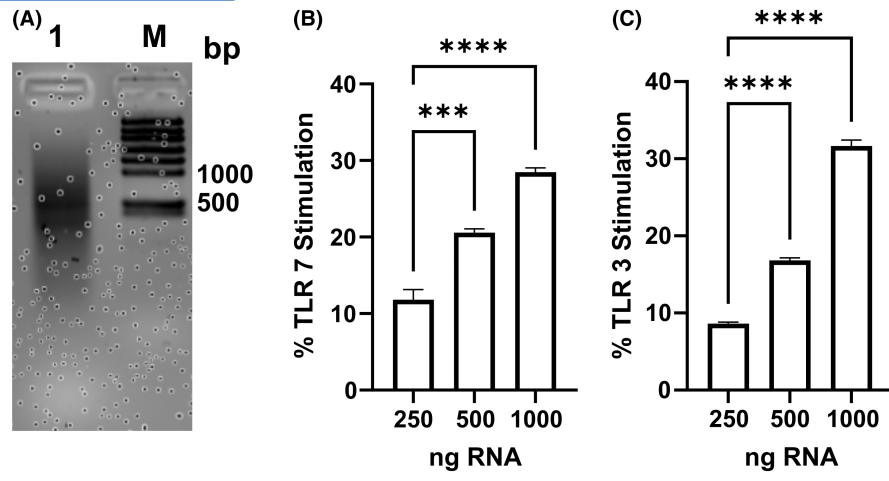 (A)
1 M bp
1000
500
(B)
****
***
40
30
20
10
0
% TLR 7 Stimulation
250 500 1000
ng RNA
(C)
****
****
40
30
20
10
0
% TLR 3 Stimulation
250 500 1000
ng RNA